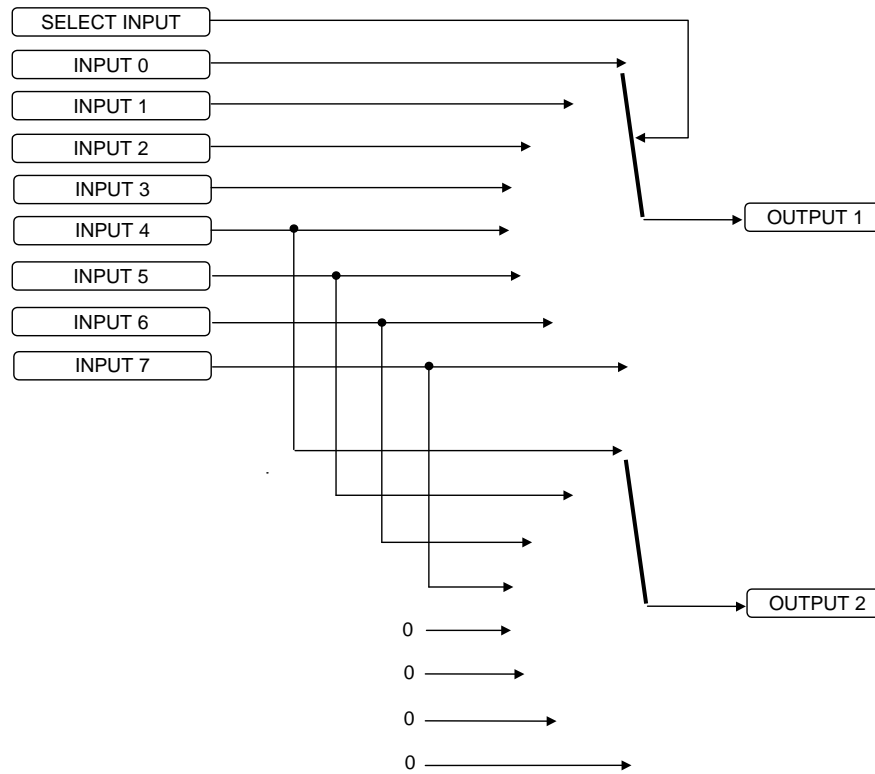 SELECT INPUT
INPUT 0
INPUT 1
INPUT 2
INPUT 3
INPUT 4
OUTPUT 1
INPUT 5
INPUT 6
INPUT 7
OUTPUT 2
0
0
0
0